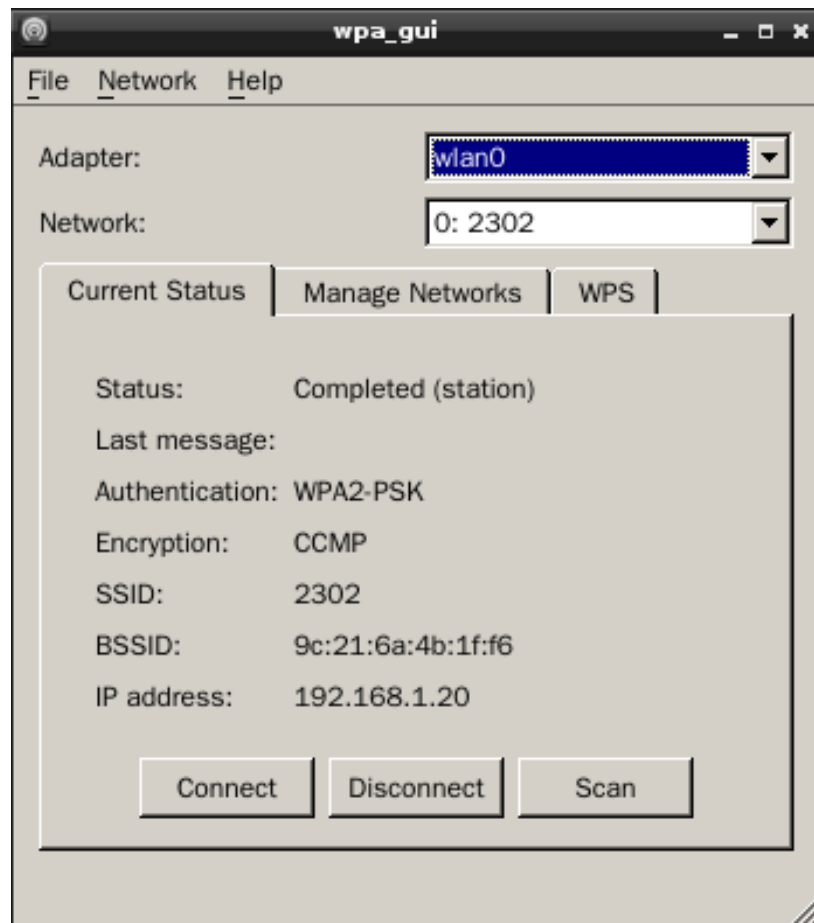 wpa_gui
File Network Help
Adapter: wlan0
Network: 0: 2302
Current Status Manage Networks WPS
Status: Completed (station)
Last message:
Authentication: WPA2-PSK
Encryption: CCMP
SSID: 2302
BSSID: 9c:21:6a:4b:1f:f6
IP address: 192.168.1.20
Connect Disconnect Scan